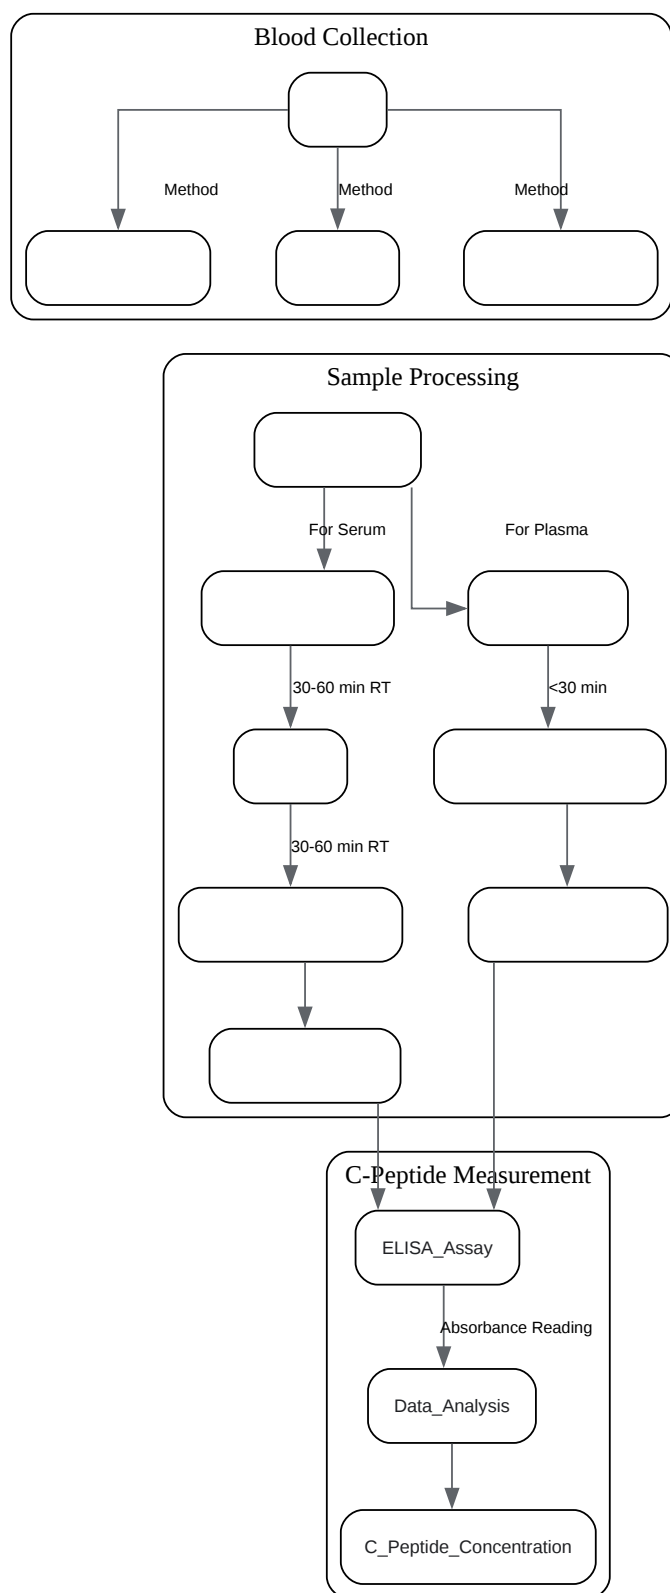 Blood Collection
Method
Method
Method
Sample Processing
For Serum
For Plasma
30-60 min RT
<30 min
30-60 min RT
C-Peptide Measurement
ELISA_Assay
Absorbance Reading
Data_Analysis
C_Peptide_Concentration